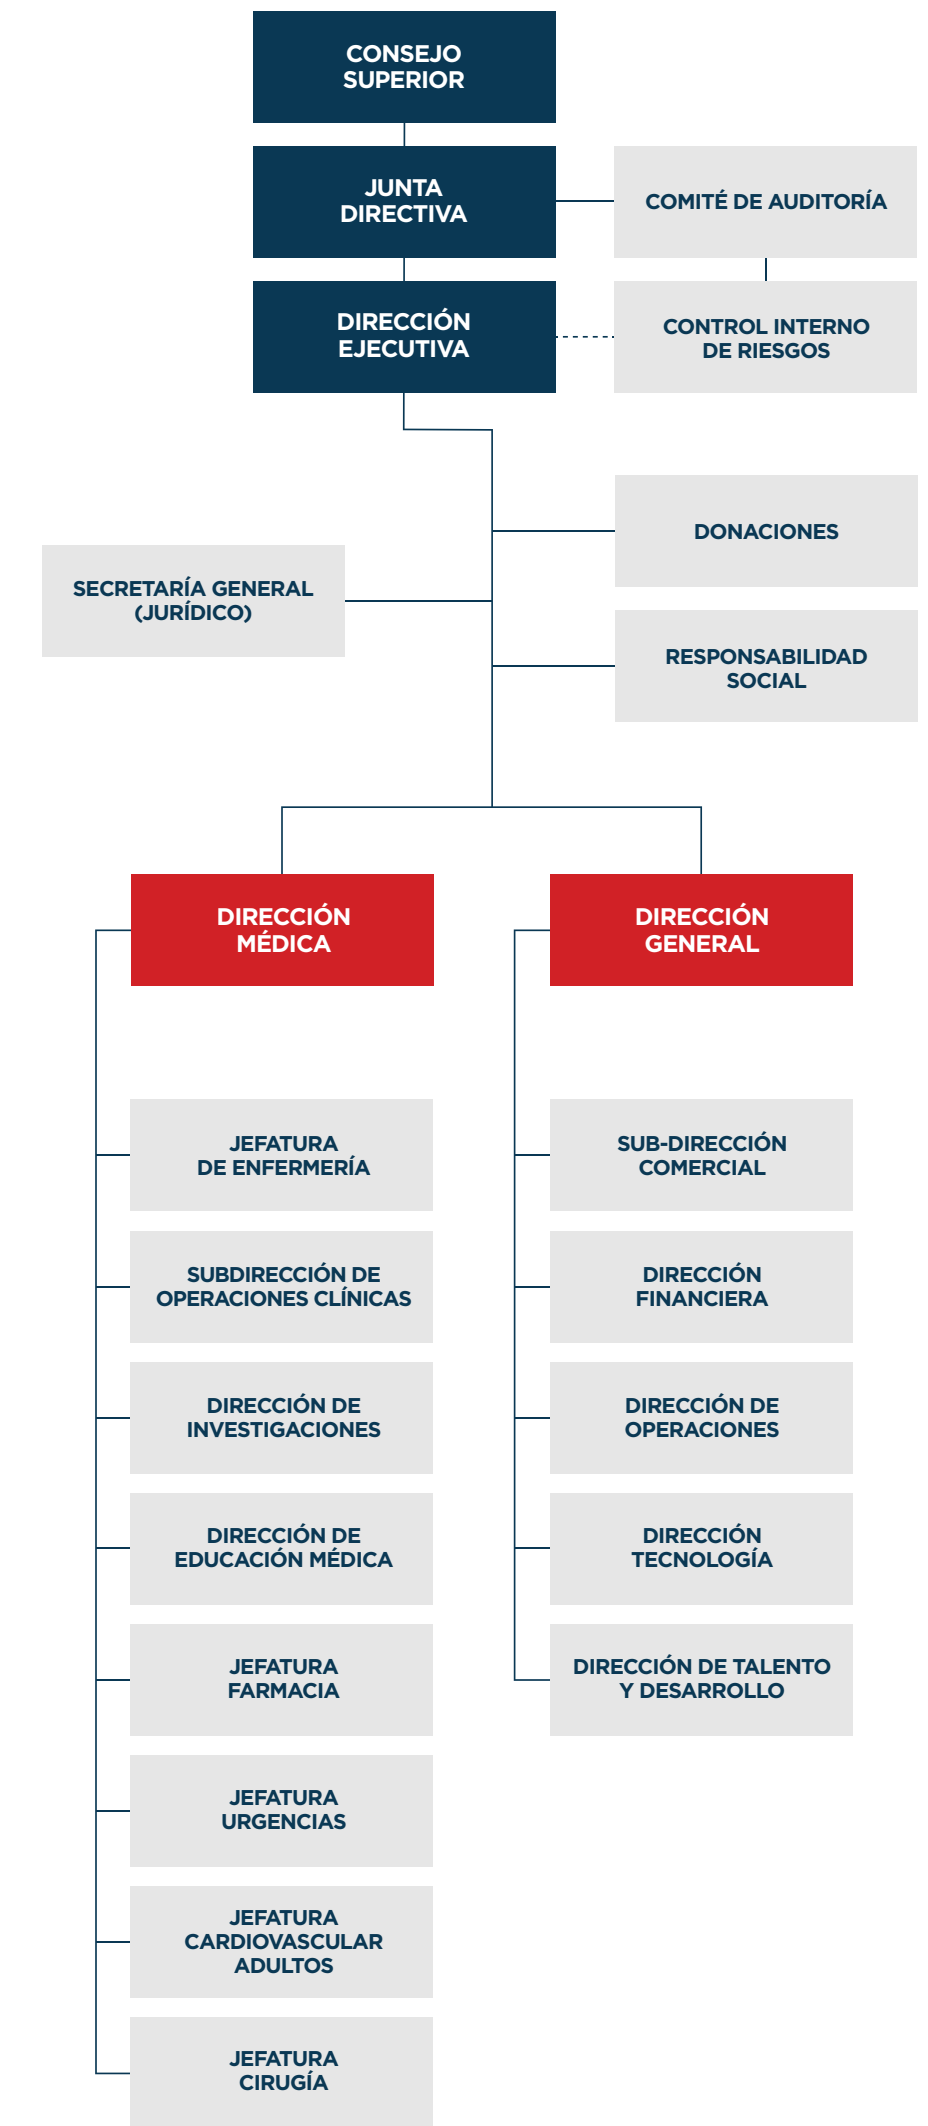 CONSEJO
SUPERIOR
JUNTA
DIRECTIVA
COMITÉ DE AUDITORÍA
DIRECCIÓN
EJECUTIVA
CONTROL INTERNO
DE RIESGOS
DONACIONES
SECRETARÍA GENERAL
(JURÍDICO)
RESPONSABILIDAD
SOCIAL
DIRECCIÓN
MÉDICA
JEFATURA
DE ENFERMERÍA
SUBDIRECCIÓN DE
OPERACIONES CLÍNICAS
DIRECCIÓN DE
INVESTIGACIONES
DIRECCIÓN DE
EDUCACIÓN MÉDICA
JEFATURA
FARMACIA
JEFATURA
URGENCIAS
JEFATURA
CARDIOVASCULAR
ADULTOS
JEFATURA
CIRUGÍA
DIRECCIÓN
GENERAL
SUB-DIRECCIÓN
COMERCIAL
DIRECCIÓN
FINANCIERA
DIRECCIÓN DE
OPERACIONES
DIRECCIÓN
TECNOLOGÍA
DIRECCIÓN DE TALENTO
Y DESARROLLO